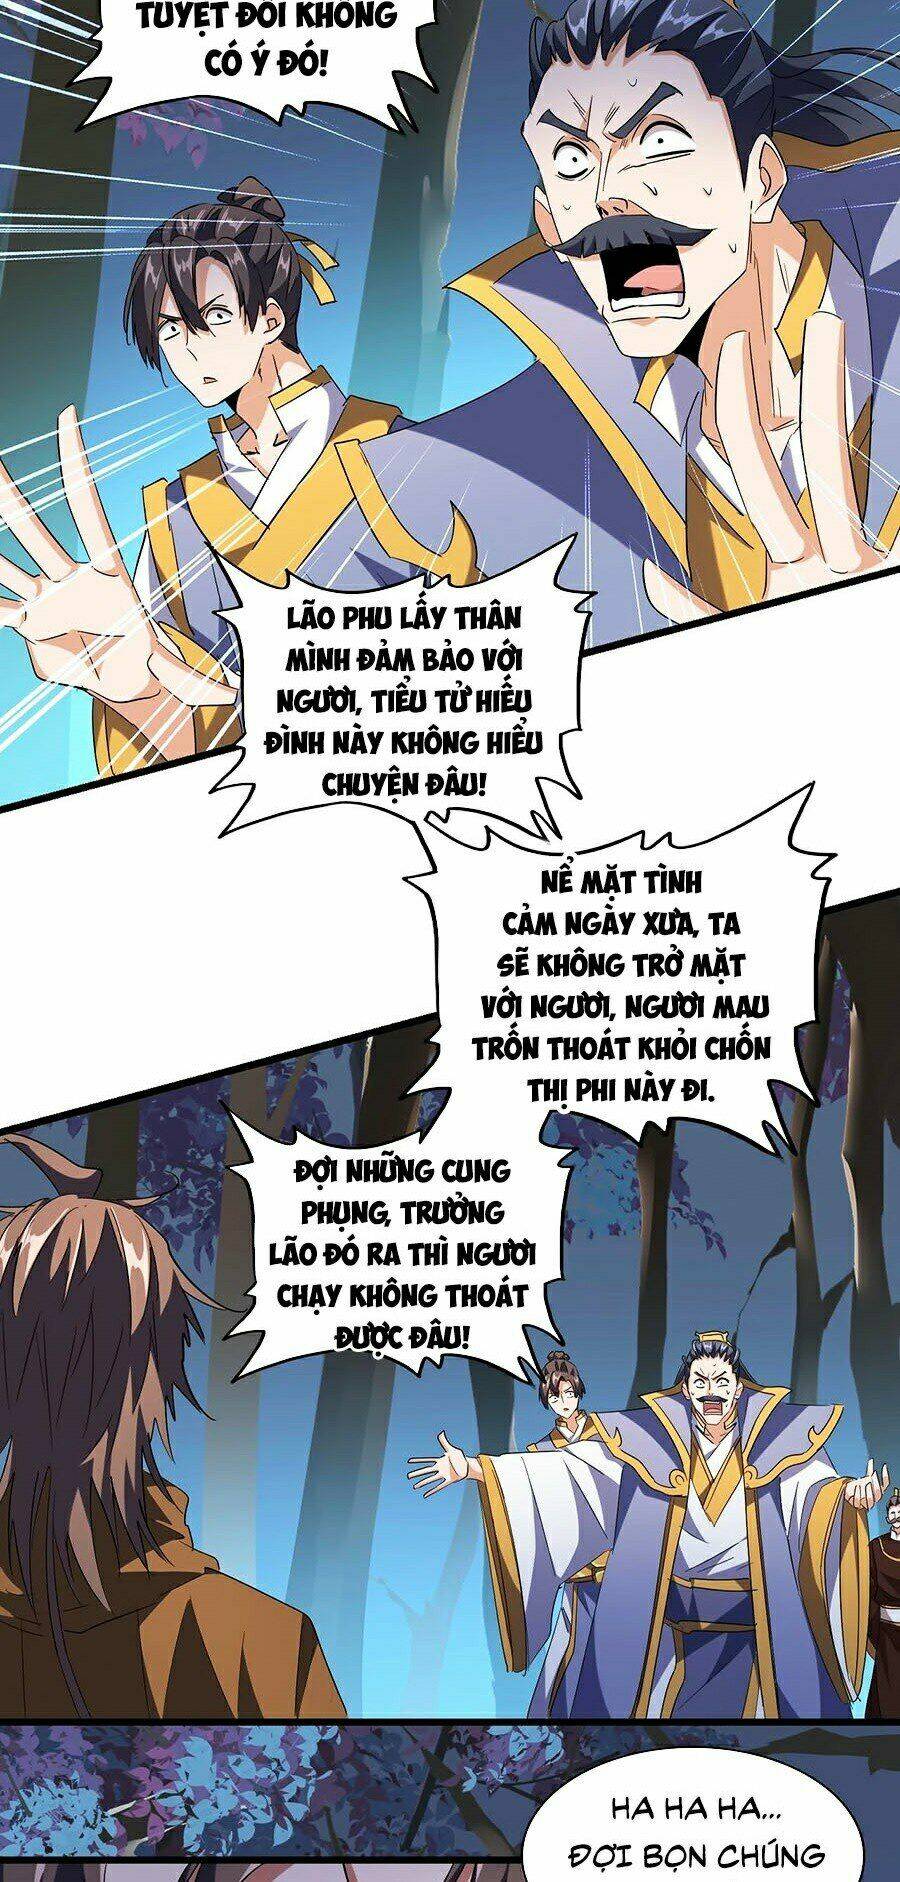 TUYỆT ĐỐI KHÔNG
CÓ Ý ĐÓ!
LÃO PHU LẤY THÂN
MÌNH ĐẢM BẢO VỚI
NGƯƠI, TIỂU TỬ HIẾU
ĐÌNH NÀY KHÔNG HIỂU
CHUYỆN ĐÂU!
NỂ MẶT TÌNH
CẢM NGÀY XƯA, TA
SẼ KHÔNG TRỞ MẶT
VỚI NGƯƠI, NGƯƠI MAU
TRỐN THOÁT KHỎI CHỐN
THỊ PHI NÀY ĐI.
ĐỢI NHỮNG CUNG
PHỤNG, TRƯỞNG
LÃO ĐÓ RA THÌ NGƯƠI
CHẠY KHÔNG THOÁT
ĐƯỢC ĐÂU!
HA HA HA...
ĐỢI BỌN CHÚNG